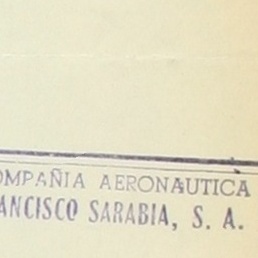 OMPAÑIA AERONAUTICA
ANCISCO SARABIA, S. A.